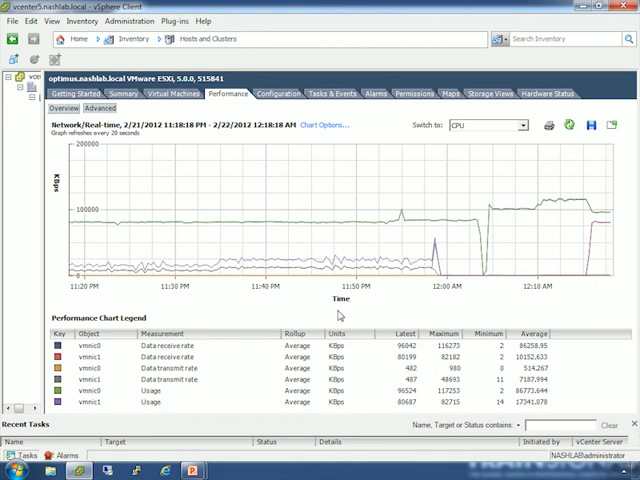 vcenter5.nashlab.local - vSphere Client
File Edit View Inventory Administration Plug-ins Help
Home Inventory Hosts and Clusters
Search Inventory
optimus.nashlab.local VMware ESXi, 5.0.0, 515841
Getting Started Summary Virtual Machines Performance Configuration Tasks & Events Alarms Permissions Maps Storage Views Hardware Status
Overview Advanced
Network/Real-time, 2/21/2012 11:18:18 PM - 2/22/2012 12:18:18 AM Chart Options... Switch to: CPU
Graph refreshes every 20 seconds
200000
KBps
100000
0
11:20 PM 11:30 PM 11:40 PM 11:50 PM 12:00 AM 12:10 AM
Time
Performance Chart Legend
Key Object Measurement Rollup Units Latest Maximum Minimum Average
vmnic0 Data receive rate Average KBps 96042 116273 2 86258.95
vmnic1 Data receive rate Average KBps 80199 82182 2 10152.633
vmnic0 Data transmit rate Average KBps 482 980 0 514.267
vmnic1 Data transmit rate Average KBps 487 48693 11 7187.994
vmnic0 Usage Average KBps 96524 117253 2 86773.644
vmnic1 Usage Average KBps 80687 82715 14 17341.078
Recent Tasks Name, Target or Status contains: Clear
Name Target Status Details Initiated by vCenter Server
Tasks Alarms NASHLAB\administrator